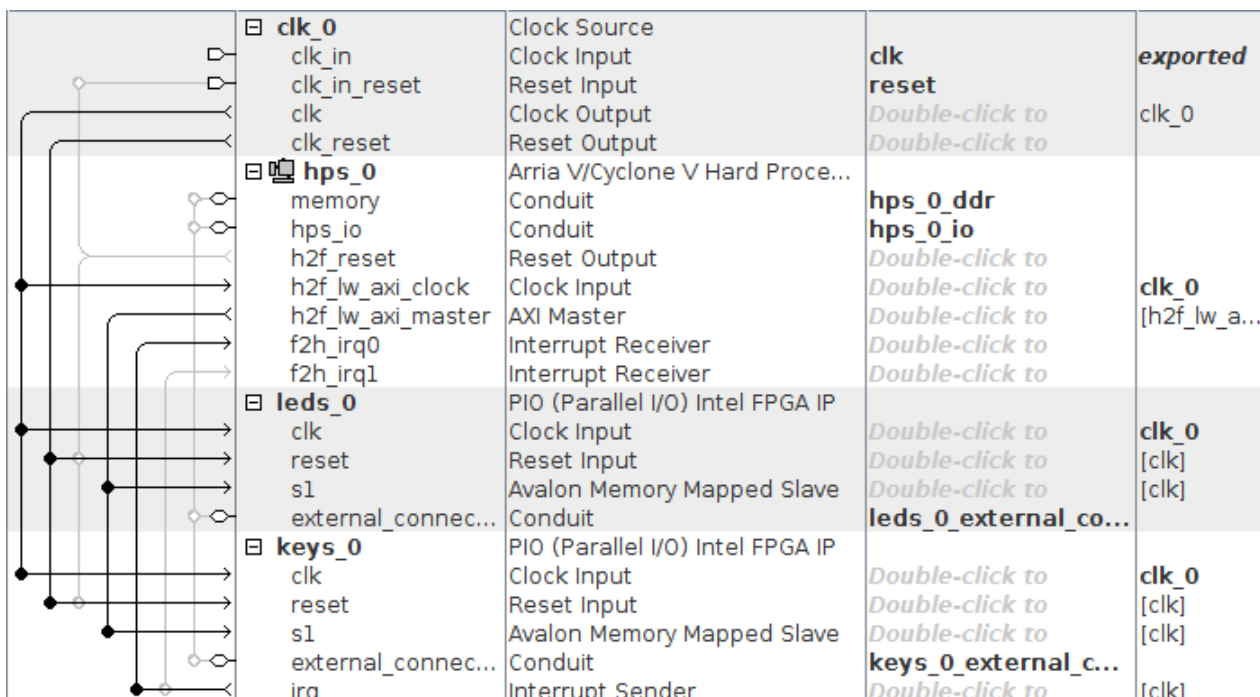 clk_0 Clock Source
clk_in Clock Input clk exported
clk_in_reset Reset Input reset
clk Clock Output Double-click to clk_0
clk_reset Reset Output Double-click to
hps_0 Arria V/Cyclone V Hard Proce...
memory Conduit hps_0_ddr
hps_io Conduit hps_0_io
h2f_reset Reset Output Double-click to
h2f_lw_axi_clock Clock Input Double-click to clk_0
h2f_lw_axi_master AXI Master Double-click to [h2f_lw_a...
f2h_irq0 Interrupt Receiver Double-click to
f2h_irq1 Interrupt Receiver Double-click to
leds_0 PIO (Parallel I/O) Intel FPGA IP
clk Clock Input Double-click to clk_0
reset Reset Input Double-click to [clk]
s1 Avalon Memory Mapped Slave Double-click to [clk]
external_connec... Conduit leds_0_external_co...
keys_0 PIO (Parallel I/O) Intel FPGA IP
clk Clock Input Double-click to clk_0
reset Reset Input Double-click to [clk]
s1 Avalon Memory Mapped Slave Double-click to [clk]
external_connec... Conduit keys_0_external_c...
irq Interrupt Sender Double-click to [clk]